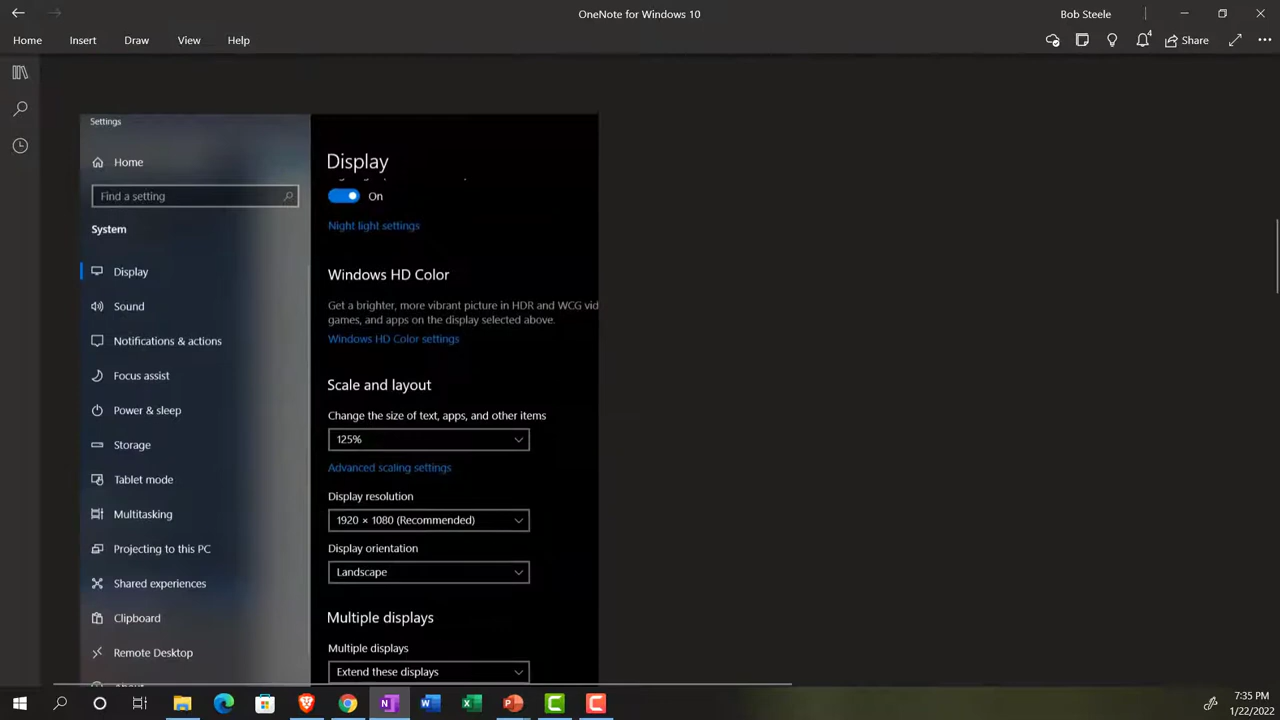 OneNote for Windows 10
Bob Steele
Home
Insert
Draw
View
Help
4
Share
Settings
Home
Find a setting
System
Display
Sound
Notifications & actions
Focus assist
Power & sleep
Storage
Tablet mode
Multitasking
Projecting to this PC
Shared experiences
Clipboard
Remote Desktop
Display
On
Night light settings
Windows HD Color
Get a brighter, more vibrant picture in HDR and WCG vid
games, and apps on the display selected above.
Windows HD Color settings
Scale and layout
Change the size of text, apps, and other items
125%
Advanced scaling settings
Display resolution
1920 × 1080 (Recommended)
Display orientation
Landscape
Multiple displays
Multiple displays
Extend these displays
7:35 PM
1/22/2022